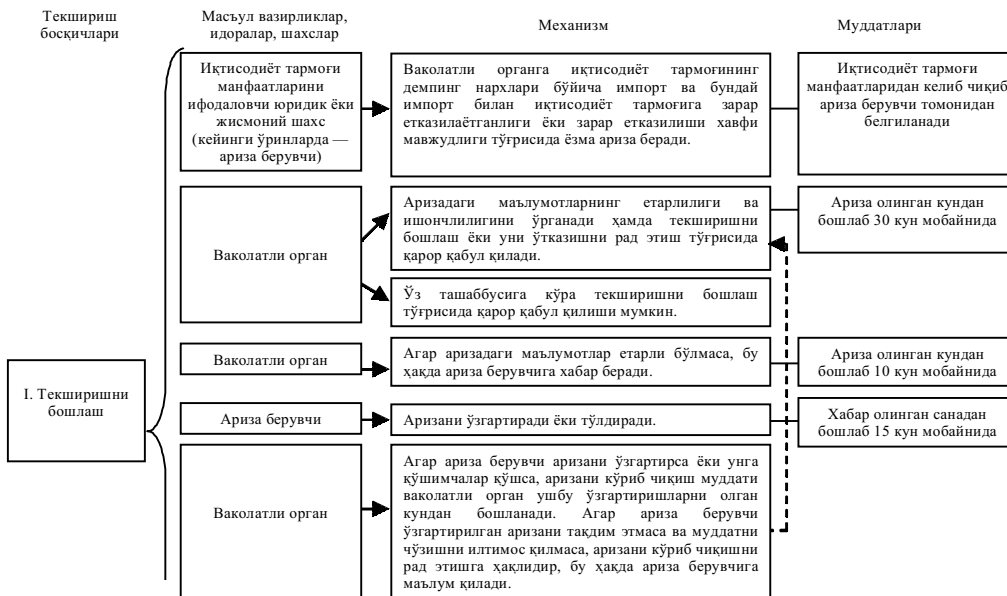 Текшириш
босқичлари
Масъул вазирликлар,
идоралар, шахслар
Механизм
Муддатлари
I. Текширишни
бошлаш
Иқтисодиёт тармоғи
манфаатларини
ифодаловчи юридик ёки
жисмоний шахс
(кейинги ўринларда —
ариза берувчи)
Ваколатли органга иқтисодиёт тармоғининг
демпинг нархлари бўйича импорт ва бундай
импорт билан иқтисодиёт тармоғига зарар
етказилаётганлиги ёки зарар етказилиши хавфи
мавжудлиги тўғрисида ёзма ариза беради.
Иқтисодиёт тармоғи
манфаатларидан келиб чиқиб
ариза берувчи томонидан
белгиланади
Ваколатли орган
Аризадаги маълумотларнинг етарлилиги ва
ишончлилигини ўрганади ҳамда текширишни
бошлаш ёки уни ўтказишни рад этиш тўғрисида
қарор қабул қилади.
Ариза олинган кундан
бошлаб 30 кун мобайнида
Ўз ташаббусига кўра текширишни бошлаш
тўғрисида қарор қабул қилиши мумкин.
Ваколатли орган
Агар аризадаги маълумотлар етарли бўлмаса, бу
ҳақда ариза берувчига хабар беради.
Ариза олинган кундан
бошлаб 10 кун мобайнида
Ариза берувчи
Аризани ўзгартиради ёки тўлдиради.
Хабар олинган санадан
бошлаб 15 кун мобайнида
Ваколатли орган
Агар ариза берувчи аризани ўзгартирса ёки унга
қўшимчалар қўшса, аризани кўриб чиқиш муддати
ваколатли орган ушбу ўзгартиришларни олган
кундан бошланади. Агар ариза берувчи
ўзгартирилган аризани тақдим этмаса ва муддатни
чўзишни илтимос қилмаса, аризани кўриб чиқишни
рад этишга ҳақлидир, бу ҳақда ариза берувчига
маълум қилади.